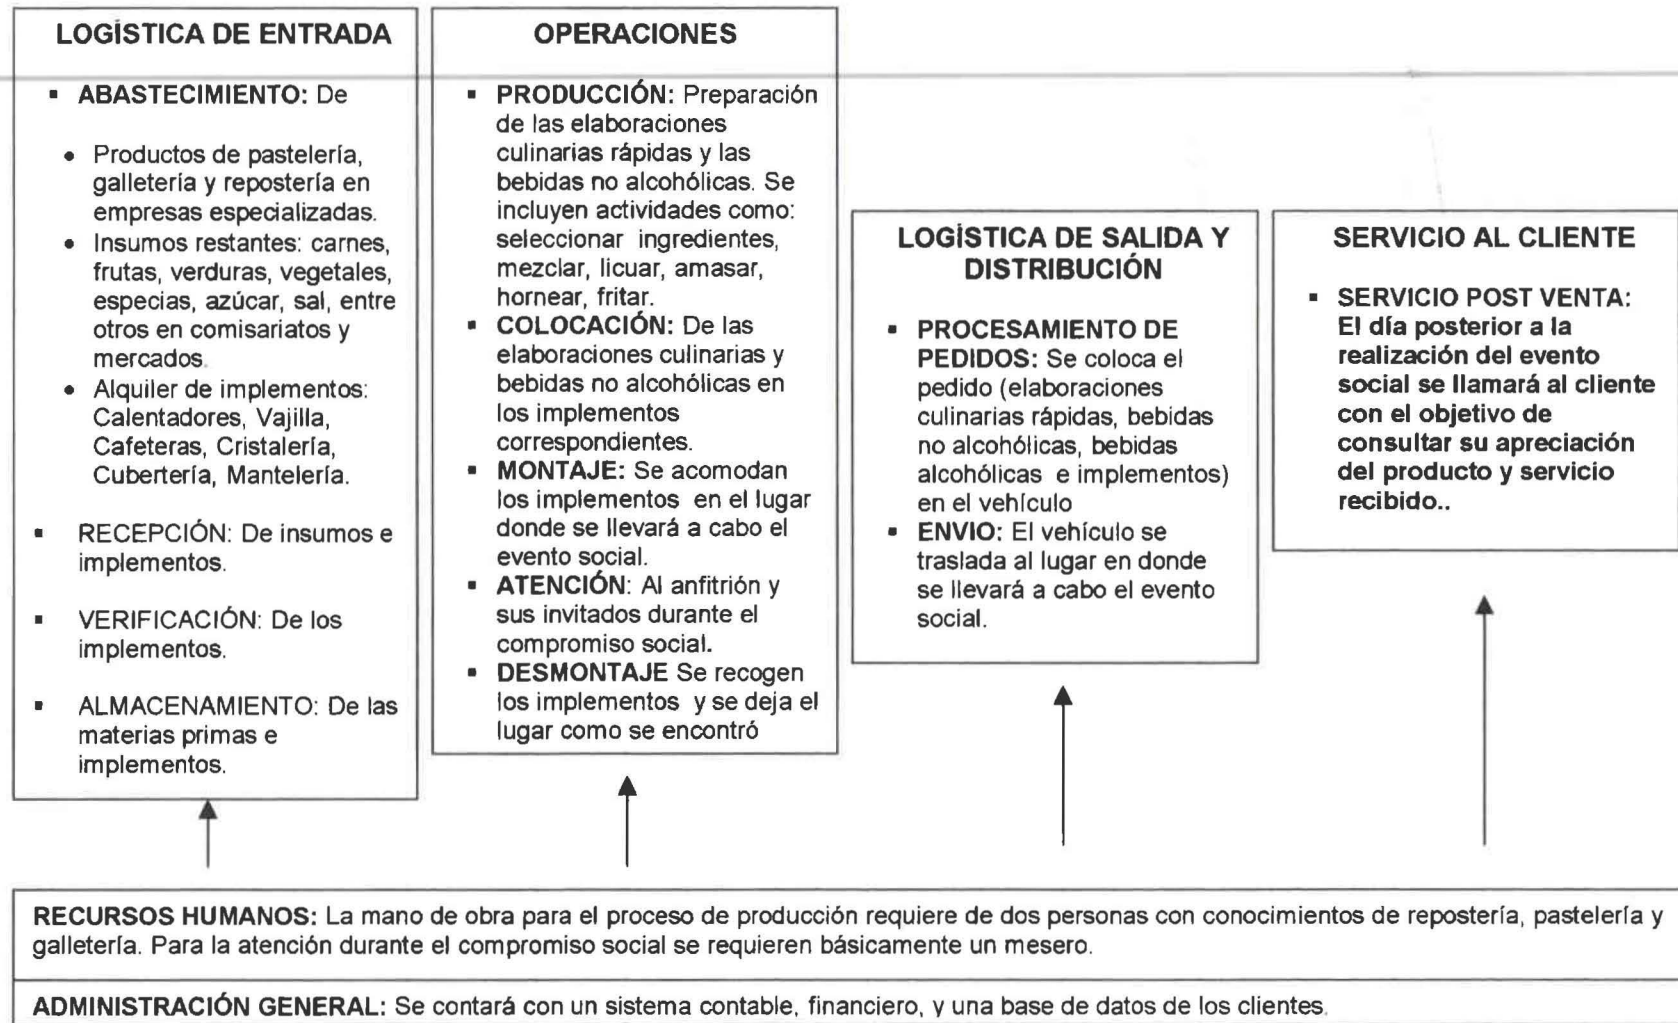 LOGÍSTICA DE ENTRADA
▪ ABASTECIMIENTO: De
• Productos de pastelería,
galletería y repostería en
empresas especializadas.
• Insumos restantes: carnes,
frutas, verduras, vegetales,
especias, azúcar, sal, entre
otros en comisariatos y
mercados.
• Alquiler de implementos:
Calentadores, Vajilla,
Cafeteras, Cristalería,
Cubertería, Mantelería.
▪ RECEPCIÓN: De insumos e
implementos.
▪ VERIFICACIÓN: De los
implementos.
▪ ALMACENAMIENTO: De las
materias primas e
implementos.
OPERACIONES
▪ PRODUCCIÓN: Preparación
de las elaboraciones
culinarias rápidas y las
bebidas no alcohólicas. Se
incluyen actividades como:
seleccionar ingredientes,
mezclar, licuar, amasar,
hornear, fritar.
▪ COLOCACIÓN: De las
elaboraciones culinarias y
bebidas no alcohólicas en
los implementos
correspondientes.
▪ MONTAJE: Se acomodan
los implementos en el lugar
donde se llevará a cabo el
evento social.
▪ ATENCIÓN: Al anfitrión y
sus invitados durante el
compromiso social.
▪ DESMONTAJE Se recogen
los implementos y se deja el
lugar como se encontró
LOGÍSTICA DE SALIDA Y
DISTRIBUCIÓN
▪ PROCESAMIENTO DE
PEDIDOS: Se coloca el
pedido (elaboraciones
culinarias rápidas, bebidas
no alcohólicas, bebidas
alcohólicas e implementos)
en el vehículo
▪ ENVIO: El vehículo se
traslada al lugar en donde
se llevará a cabo el evento
social.
SERVICIO AL CLIENTE
▪ SERVICIO POST VENTA:
El día posterior a la
realización del evento
social se llamará al cliente
con el objetivo de
consultar su apreciación
del producto y servicio
recibido..
RECURSOS HUMANOS: La mano de obra para el proceso de producción requiere de dos personas con conocimientos de repostería, pastelería y
galletería. Para la atención durante el compromiso social se requieren básicamente un mesero.
ADMINISTRACIÓN GENERAL: Se contará con un sistema contable, financiero, y una base de datos de los clientes.